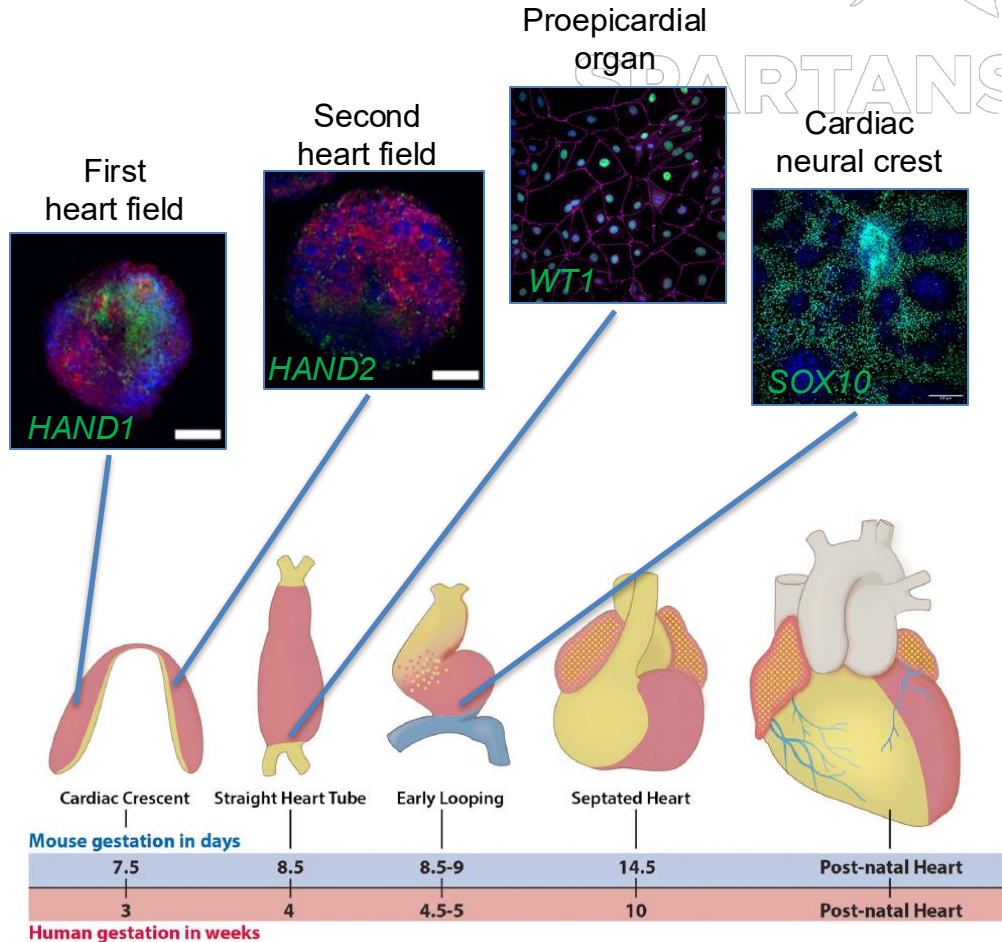 Proepicardial
organ
SPARTANS
Second
heart field
Cardiac
neural crest
First
heart field
WT1
HAND2
SOX10
HAND1
Cardiac Crescent
Straight Heart Tube
Early Looping
Septated Heart
Mouse gestation in days
7.5
8.5
8.5-9
14.5
Post-natal Heart
3
4
4.5-5
10
Post-natal Heart
Human gestation in weeks